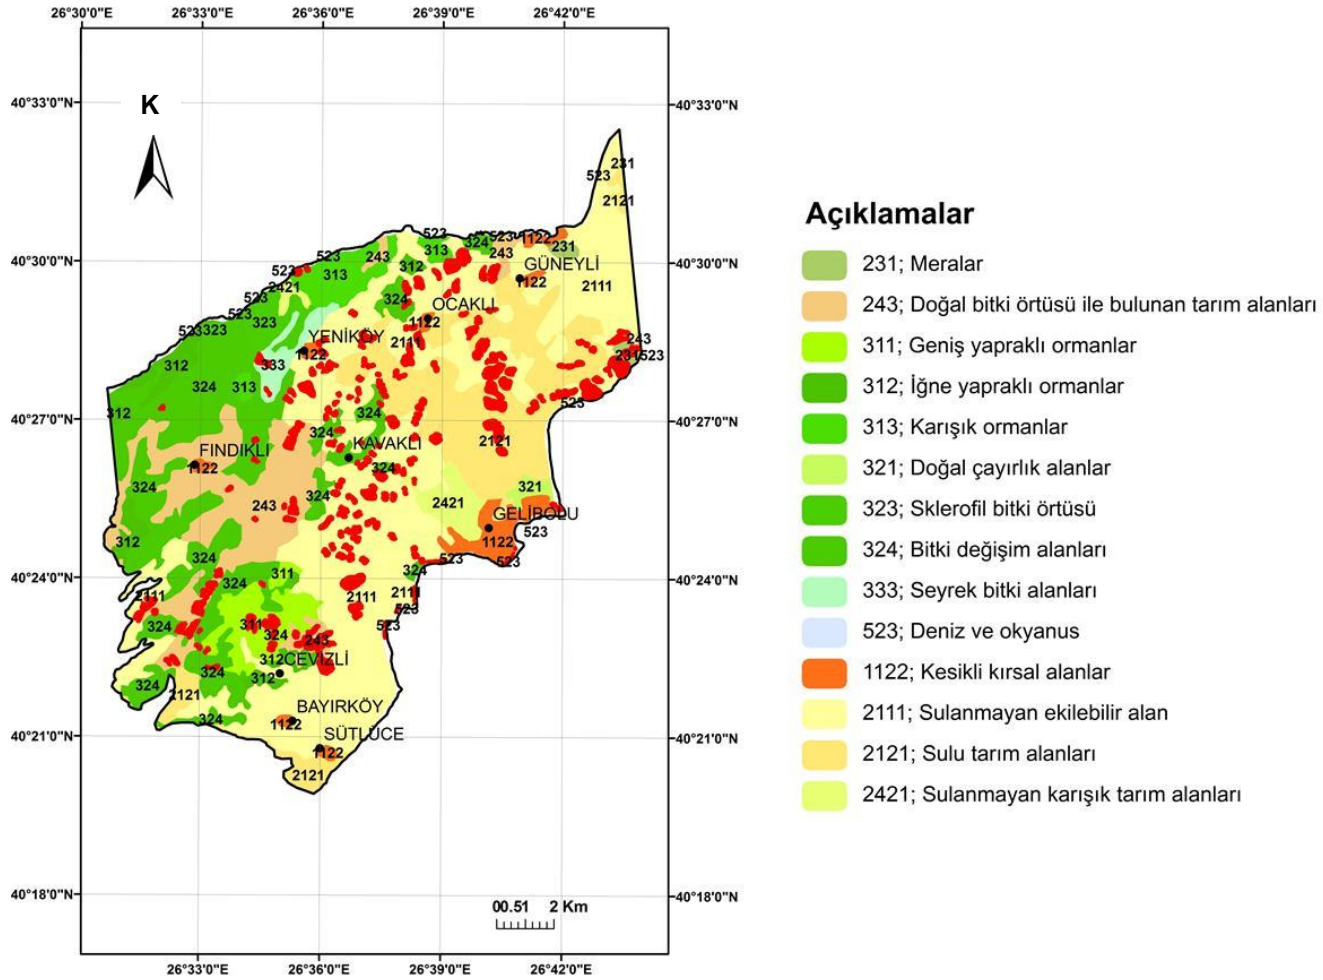 26°30'0"E 26°33'0"E 26°36'0"E 26°39'0"E 26°42'0"E
40°33'0"N K 40°33'0"N
231
523
2121
523 523 1122
324 231
313 243
523 243
312
40°30'0"N 40°30'0"N
GÜNEYLİ
523 313 1122
2421 2111
523 324 OCAKLI
523 1122
323
523323 YENİKÖY 2111 243
1122 231523
312 333
324 313
523
312 324
40°27'0"N 40°27'0"N
324 2121
FINDIKLI KAVAKLI
1122 324
324 321
324 2421
243 GELİBOLU
523
312 1122
324 523 523
311 324
40°24'0"N 40°24'0"N
324
2111 2111 2111
523
324 311 523
324 243
312 CEVİZLİ
324 312
324 2121
BAYIRKÖY
324 1122
SÜTLÜCE
40°21'0"N 40°21'0"N
1122
2121
40°18'0"N 40°18'0"N
00.51 2 Km
26°33'0"E 26°36'0"E 26°39'0"E 26°42'0"E
Açıklamalar
231; Meralar
243; Doğal bitki örtüsü ile bulunan tarım alanları
311; Geniş yapraklı ormanlar
312; İğne yapraklı ormanlar
313; Karışık ormanlar
321; Doğal çayırlık alanlar
323; Sklerofil bitki örtüsü
324; Bitki değişim alanları
333; Seyrek bitki alanları
523; Deniz ve okyanus
1122; Kesikli kırsal alanlar
2111; Sulanmayan ekilebilir alan
2121; Sulu tarım alanları
2421; Sulanmayan karışık tarım alanları